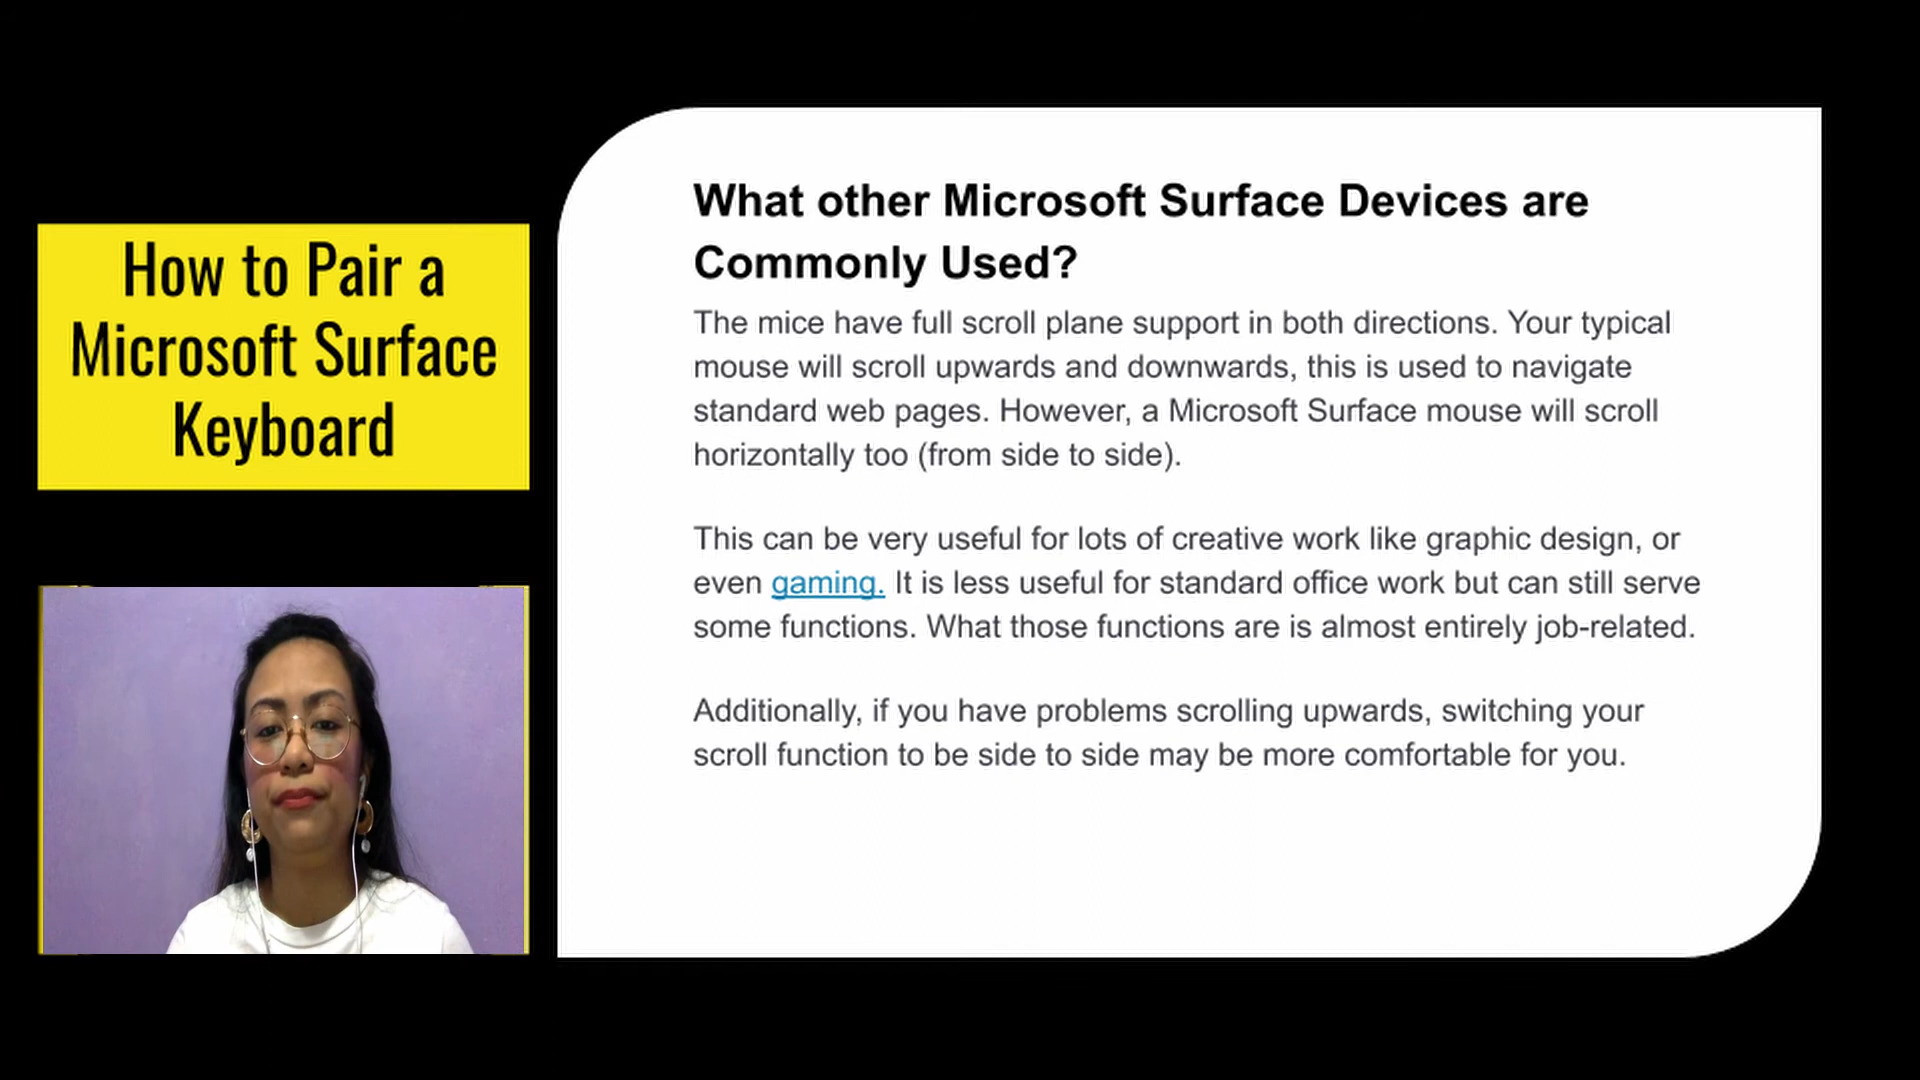 How to Pair a
Microsoft Surface
Keyboard
What other Microsoft Surface Devices are
Commonly Used?
The mice have full scroll plane support in both directions. Your typical
mouse will scroll upwards and downwards, this is used to navigate
standard web pages. However, a Microsoft Surface mouse will scroll
horizontally too (from side to side).
This can be very useful for lots of creative work like graphic design, or
even gaming. It is less useful for standard office work but can still serve
some functions. What those functions are is almost entirely job-related.
Additionally, if you have problems scrolling upwards, switching your
scroll function to be side to side may be more comfortable for you.